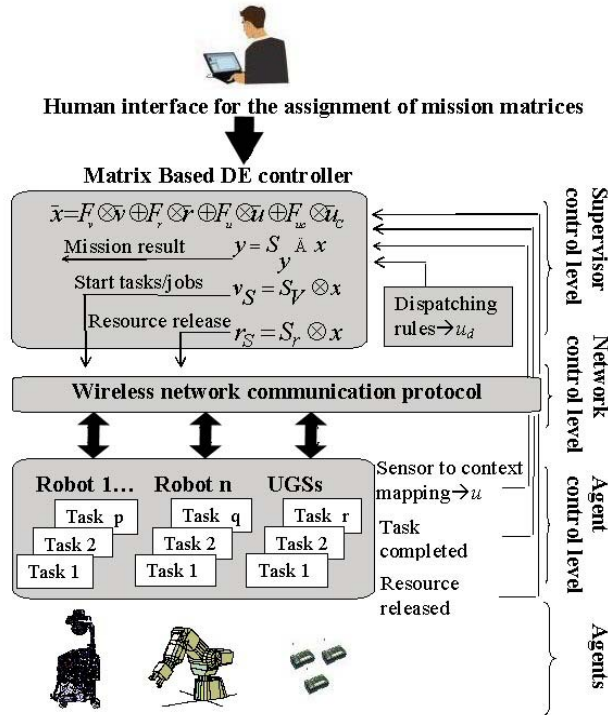 Human interface for the assignment of mission matrices
Matrix Based DE controller
x̄=F_v⊗v̄⊕F_r⊗r̄⊕F_u⊗ū⊕F_uc⊗ū_C
Mission result
y = S_y Ä x
Start tasks/jobs
v_S = S_V ⊗x
Resource release
r_S = S_r ⊗x
Dispatching
rules→u_d
Supervisor
control level
Wireless network communication protocol
Network
control level
Robot 1…
Robot n
UGSs
Task p
Task 2
Task 1
Task q
Task 2
Task 1
Task r
Task 2
Task 1
Sensor to context
mapping→u
Task
completed
Resource
released
Agent
control level
Agents